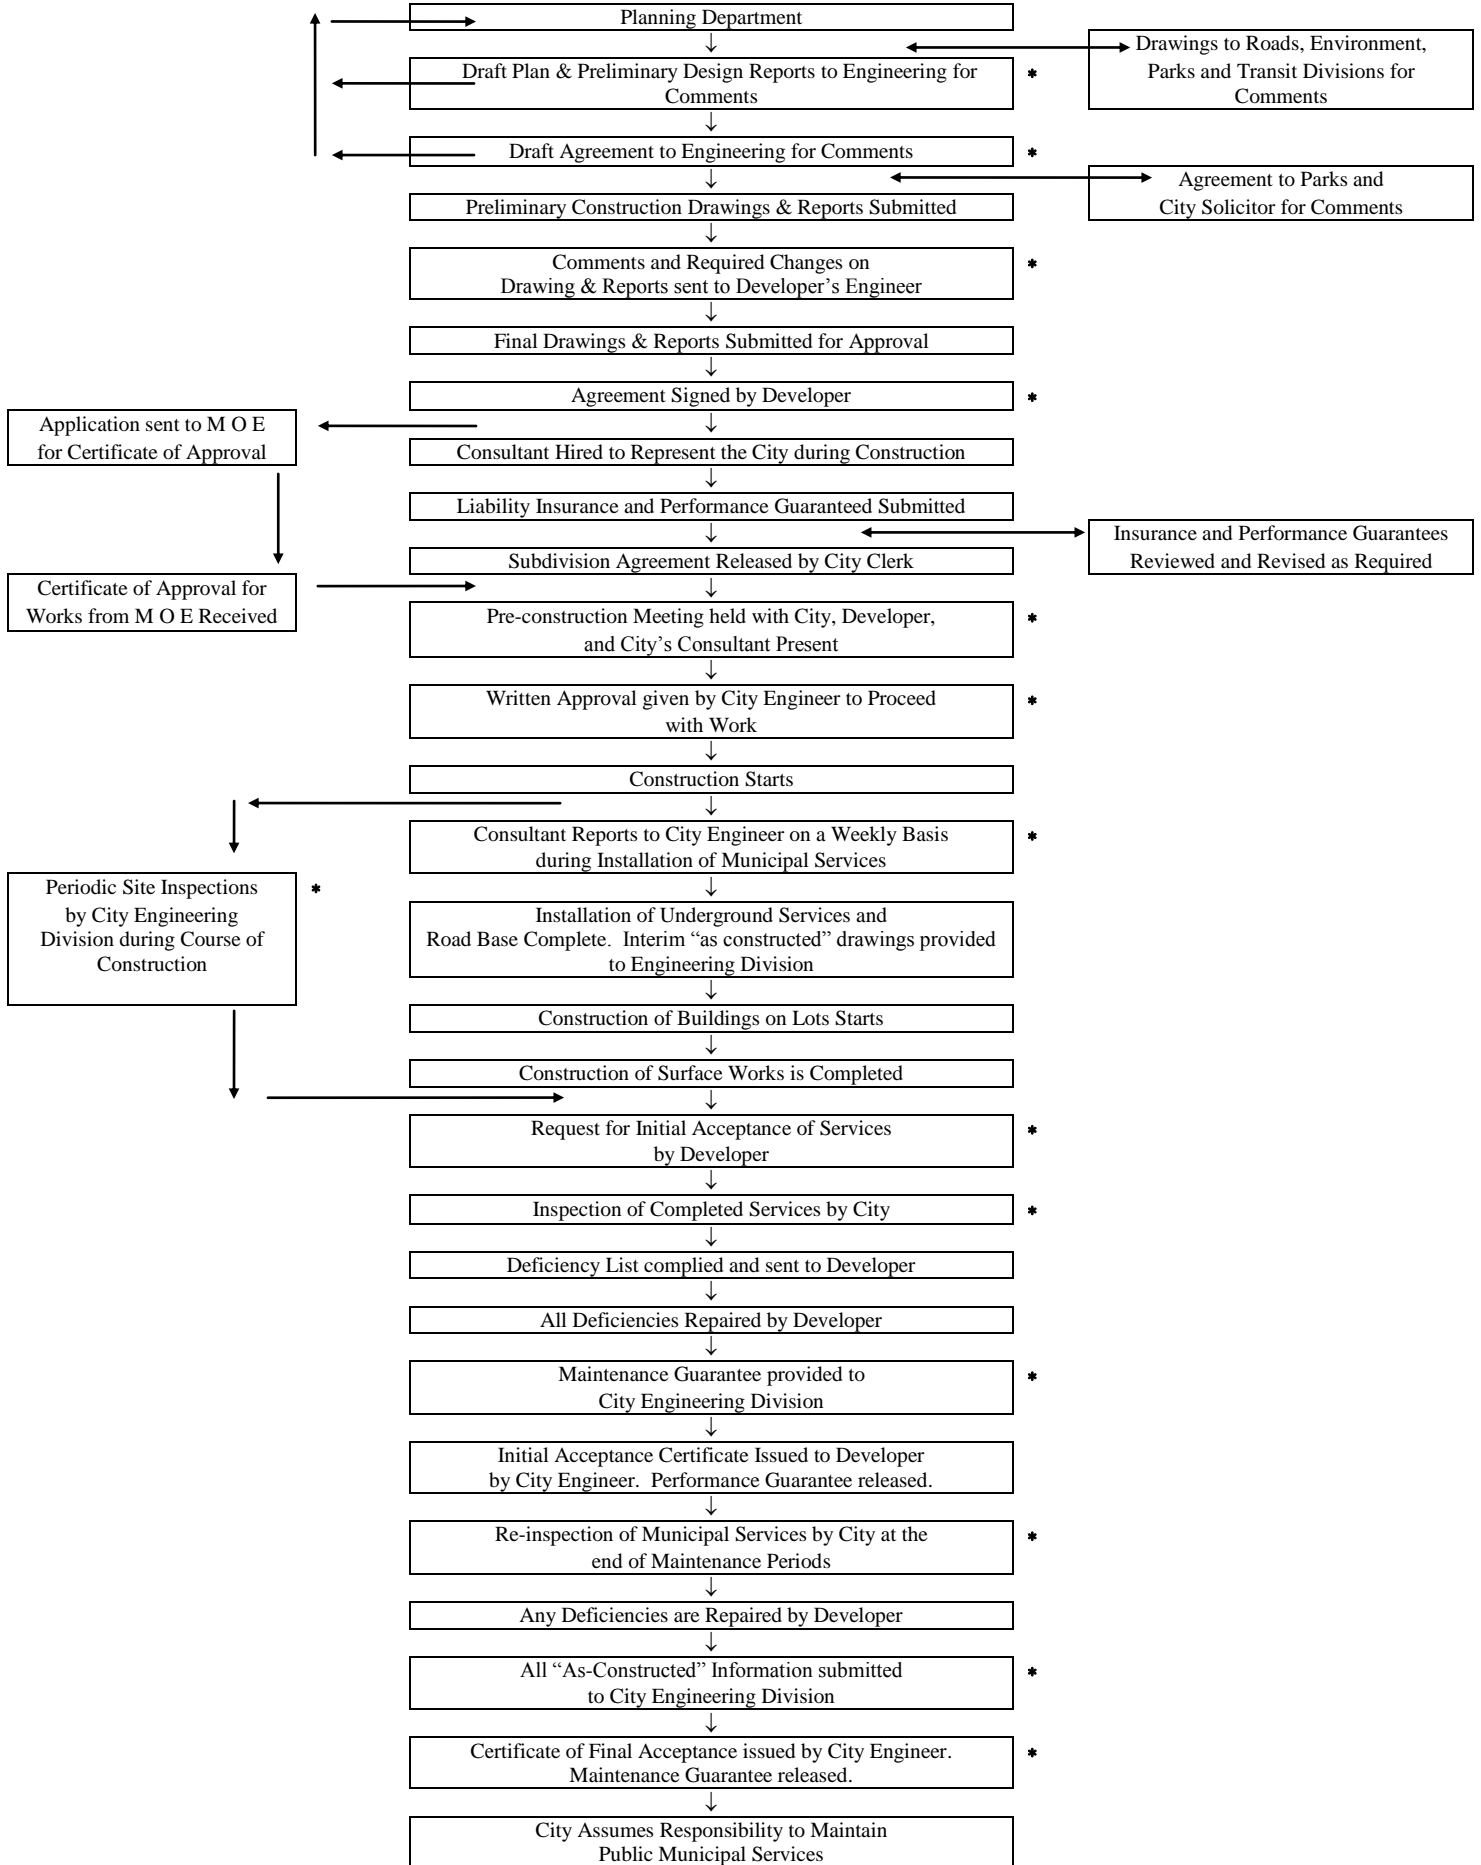 Planning Department
↓
Drawings to Roads, Environment,
Parks and Transit Divisions for
Comments
Draft Plan & Preliminary Design Reports to Engineering for
Comments
*
↓
Draft Agreement to Engineering for Comments
*
↓
Agreement to Parks and
City Solicitor for Comments
Preliminary Construction Drawings & Reports Submitted
↓
Comments and Required Changes on
Drawing & Reports sent to Developer’s Engineer
*
↓
Final Drawings & Reports Submitted for Approval
↓
Agreement Signed by Developer
*
↓
Application sent to M O E
for Certificate of Approval
Consultant Hired to Represent the City during Construction
↓
Liability Insurance and Performance Guaranteed Submitted
↓
Insurance and Performance Guarantees
Reviewed and Revised as Required
Subdivision Agreement Released by City Clerk
↓
Certificate of Approval for
Works from M O E Received
Pre-construction Meeting held with City, Developer,
and City’s Consultant Present
*
↓
Written Approval given by City Engineer to Proceed
with Work
*
↓
Construction Starts
↓
Consultant Reports to City Engineer on a Weekly Basis
during Installation of Municipal Services
*
↓
Periodic Site Inspections
by City Engineering
Division during Course of
Construction
*
Installation of Underground Services and
Road Base Complete. Interim “as constructed” drawings provided
to Engineering Division
↓
Construction of Buildings on Lots Starts
↓
Construction of Surface Works is Completed
↓
Request for Initial Acceptance of Services
by Developer
*
↓
Inspection of Completed Services by City
*
↓
Deficiency List complied and sent to Developer
↓
All Deficiencies Repaired by Developer
↓
Maintenance Guarantee provided to
City Engineering Division
*
↓
Initial Acceptance Certificate Issued to Developer
by City Engineer. Performance Guarantee released.
↓
Re-inspection of Municipal Services by City at the
end of Maintenance Periods
*
↓
Any Deficiencies are Repaired by Developer
↓
All “As-Constructed” Information submitted
to City Engineering Division
*
↓
Certificate of Final Acceptance issued by City Engineer.
Maintenance Guarantee released.
*
↓
City Assumes Responsibility to Maintain
Public Municipal Services